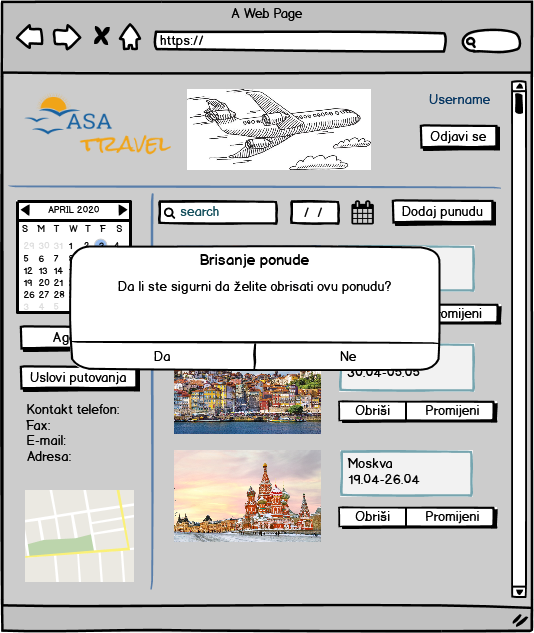 A Web Page
https://
ASA
TRAVEL
Username
Odjavi se
APRIL 2020
S M T W T F S
29 30 31 1 2 3 4
5 6 7
12 13 14
19 20 21
26 27 28
3 4 5
search
/ /
Dodaj punudu
Brisanje ponude
Da li ste sigurni da želite obrisati ovu ponudu?
Da
Ne
Uslovi putovanja
Kontakt telefon:
Fax:
E-mail:
Adresa:
30.04-05.05
Obriši
Promijeni
Moskva
19.04-26.04
Obriši
Promijeni